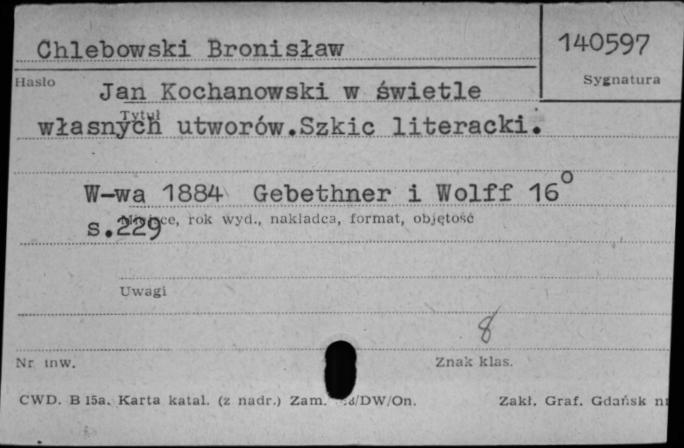 Chlebowski Bronisław
140597
Hasło
Sygnatura
Jan Kochanowski w świetle
Tytuł
własnych utworów. Szkic literacki.
W-wa 1884 Gebethner i Wolff 16°
Miejsce, rok wyd., nakładca, format, objętość
s.229
Uwagi
8
Nr inw.
Znak klas.
CWD. B 15a. Karta katal. (z nadr.) Zam. /DW/On.
Zakł. Graf. Gdańsk